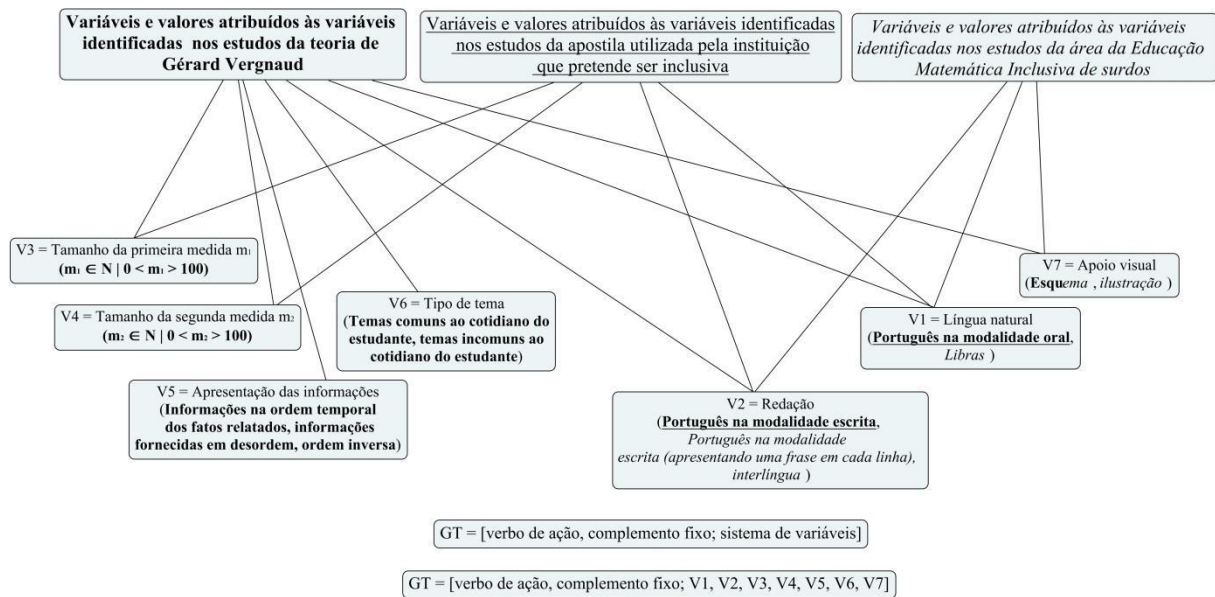 Variáveis e valores atribuídos às variáveis
identificadas nos estudos da teoria de
Gérard Vergnaud
Variáveis e valores atribuídos às variáveis identificadas
nos estudos da apostila utilizada pela instituição
que pretende ser inclusiva
Variáveis e valores atribuídos às variáveis
identificadas nos estudos da área da Educação
Matemática Inclusiva de surdos
V3 = Tamanho da primeira medida m₁
(m₁ ∈ N | 0 < m₁ > 100)
V4 = Tamanho da segunda medida m₂
(m₂ ∈ N | 0 < m₂ > 100)
V6 = Tipo de tema
(Temas comuns ao cotidiano do
estudante, temas incomuns ao
cotidiano do estudante)
V7 = Apoio visual
(Esquema , ilustração )
V1 = Língua natural
(Português na modalidade oral,
Libras )
V5 = Apresentação das informações
(Informações na ordem temporal
dos fatos relatados, informações
fornecidas em desordem, ordem inversa)
V2 = Redação
(Português na modalidade escrita,
Português na modalidade
escrita (apresentando uma frase em cada linha),
interlíngua )
GT = [verbo de ação, complemento fixo; sistema de variáveis]
GT = [verbo de ação, complemento fixo; V1, V2, V3, V4, V5, V6, V7]